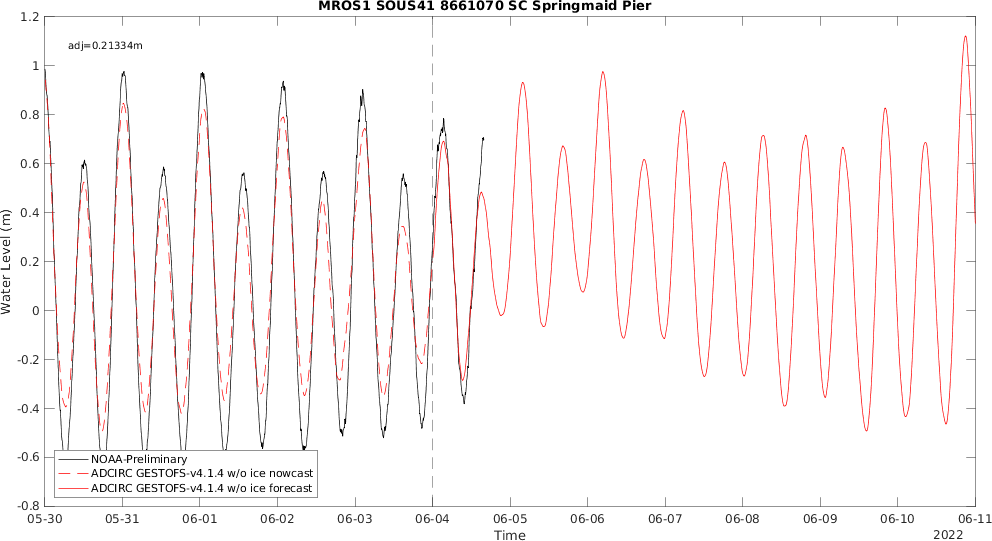 MROS1 SOUS41 8661070 SC Springmaid Pier
adj=0.21334m
1.2
1
0.8
0.6
0.4
0.2
0
-0.2
-0.4
-0.6
-0.8
Water Level (m)
NOAA-Preliminary
ADCIRC GESTOFS-v4.1.4 w/o ice nowcast
ADCIRC GESTOFS-v4.1.4 w/o ice forecast
05-30 05-31 06-01 06-02 06-03 06-04 06-05 06-06 06-07 06-08 06-09 06-10 06-11
Time
2022